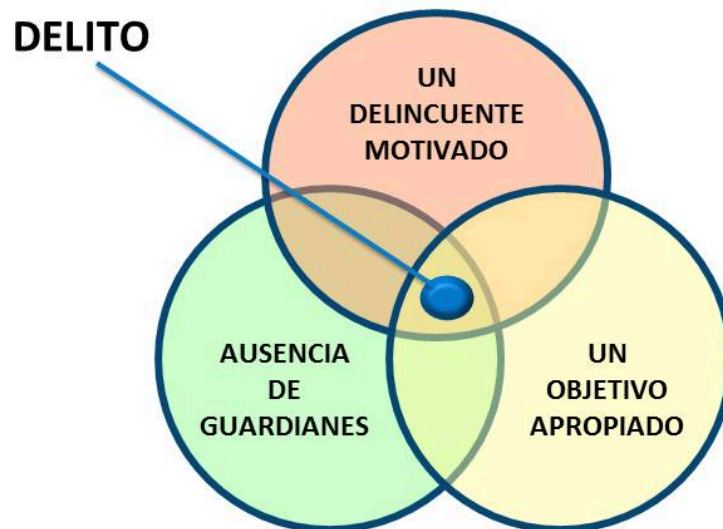 DELITO
UN
DELINCUENTE
MOTIVADO
AUSENCIA
DE
GUARDIANES
UN
OBJETIVO
APROPIADO